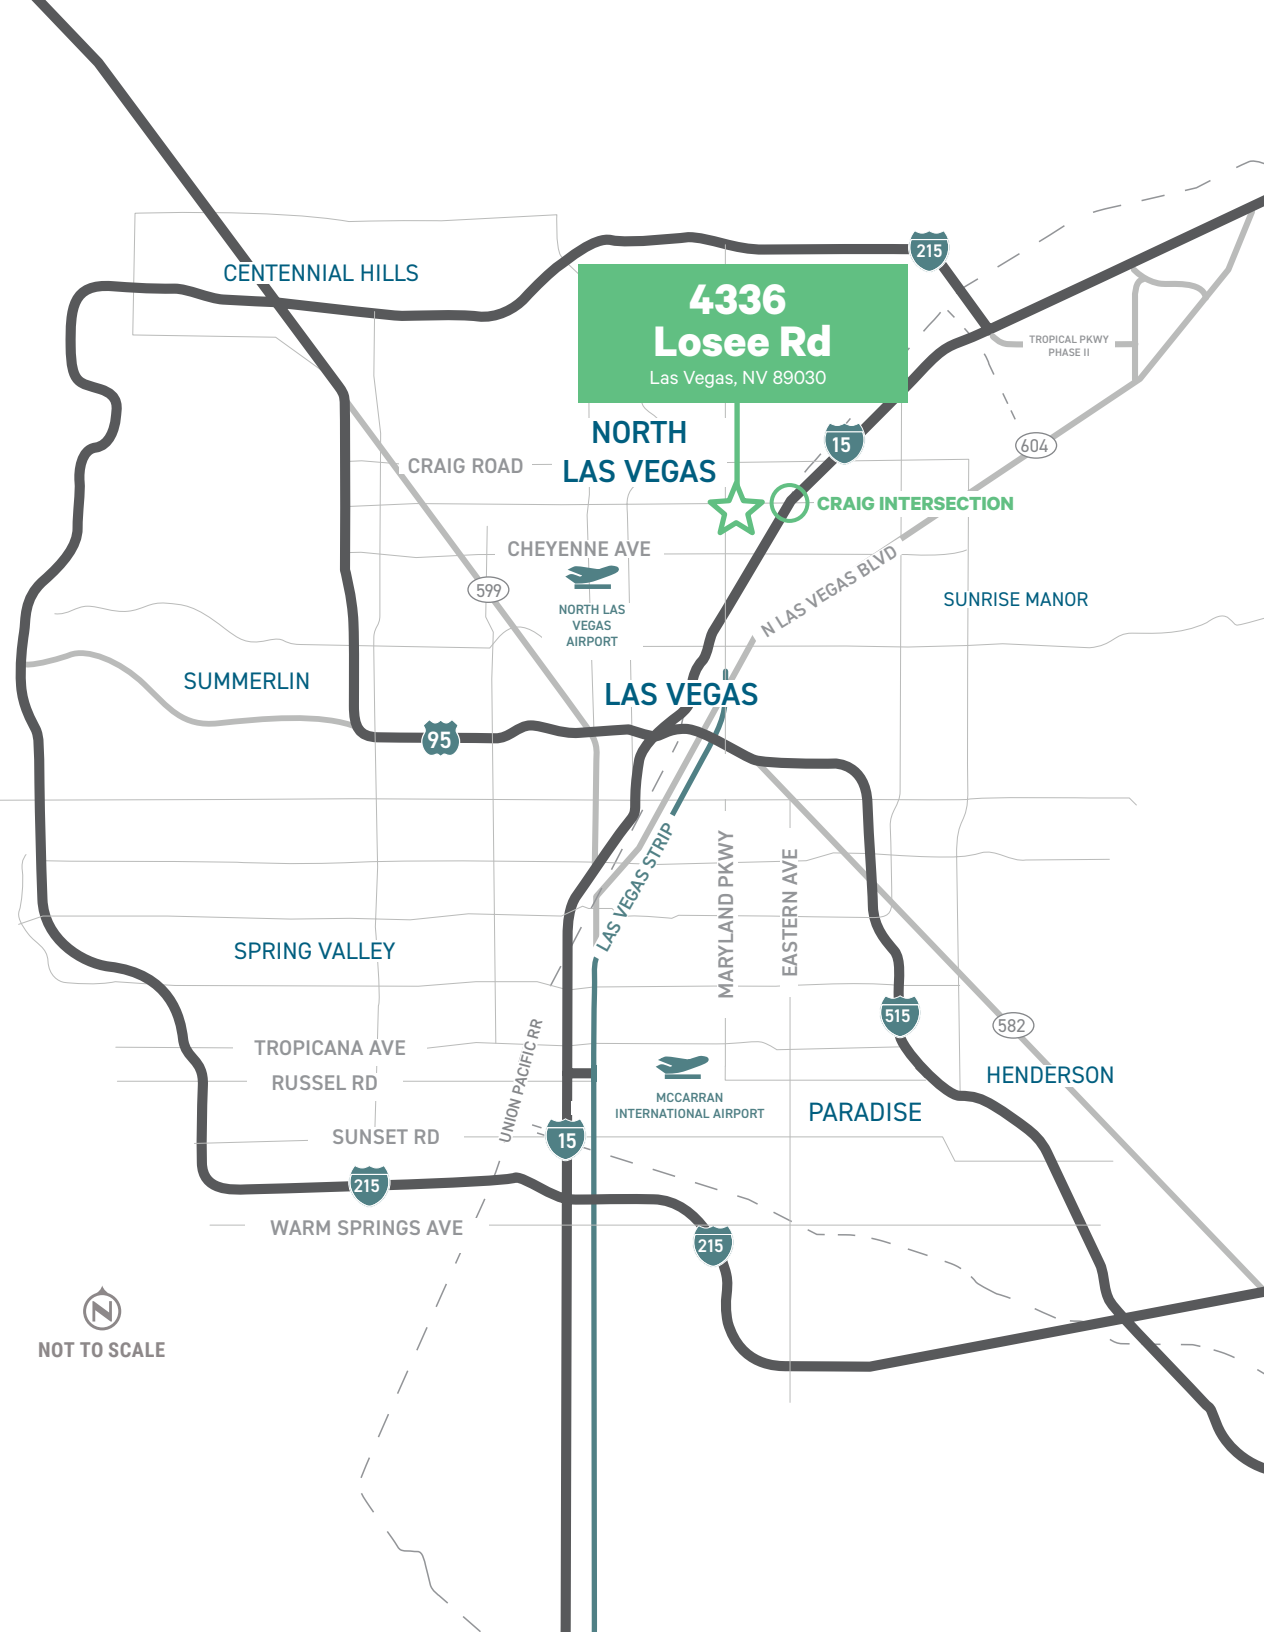 215
CENTENNIAL HILLS
4336
Losee Rd
Las Vegas, NV 89030
TROPICAL PKWY
PHASE II
NORTH
LAS VEGAS
15
604
CRAIG ROAD
CRAIG INTERSECTION
CHEYENNE AVE
N LAS VEGAS BLVD
599
NORTH LAS
VEGAS
AIRPORT
SUNRISE MANOR
SUMMERLIN
LAS VEGAS
95
LAS VEGAS STRIP
MARYLAND PKWY
EASTERN AVE
SPRING VALLEY
515
582
UNION PACIFIC RR
TROPICANA AVE
RUSSEL RD
HENDERSON
MCCARRAN
INTERNATIONAL AIRPORT
PARADISE
SUNSET RD
15
215
WARM SPRINGS AVE
215
N
NOT TO SCALE